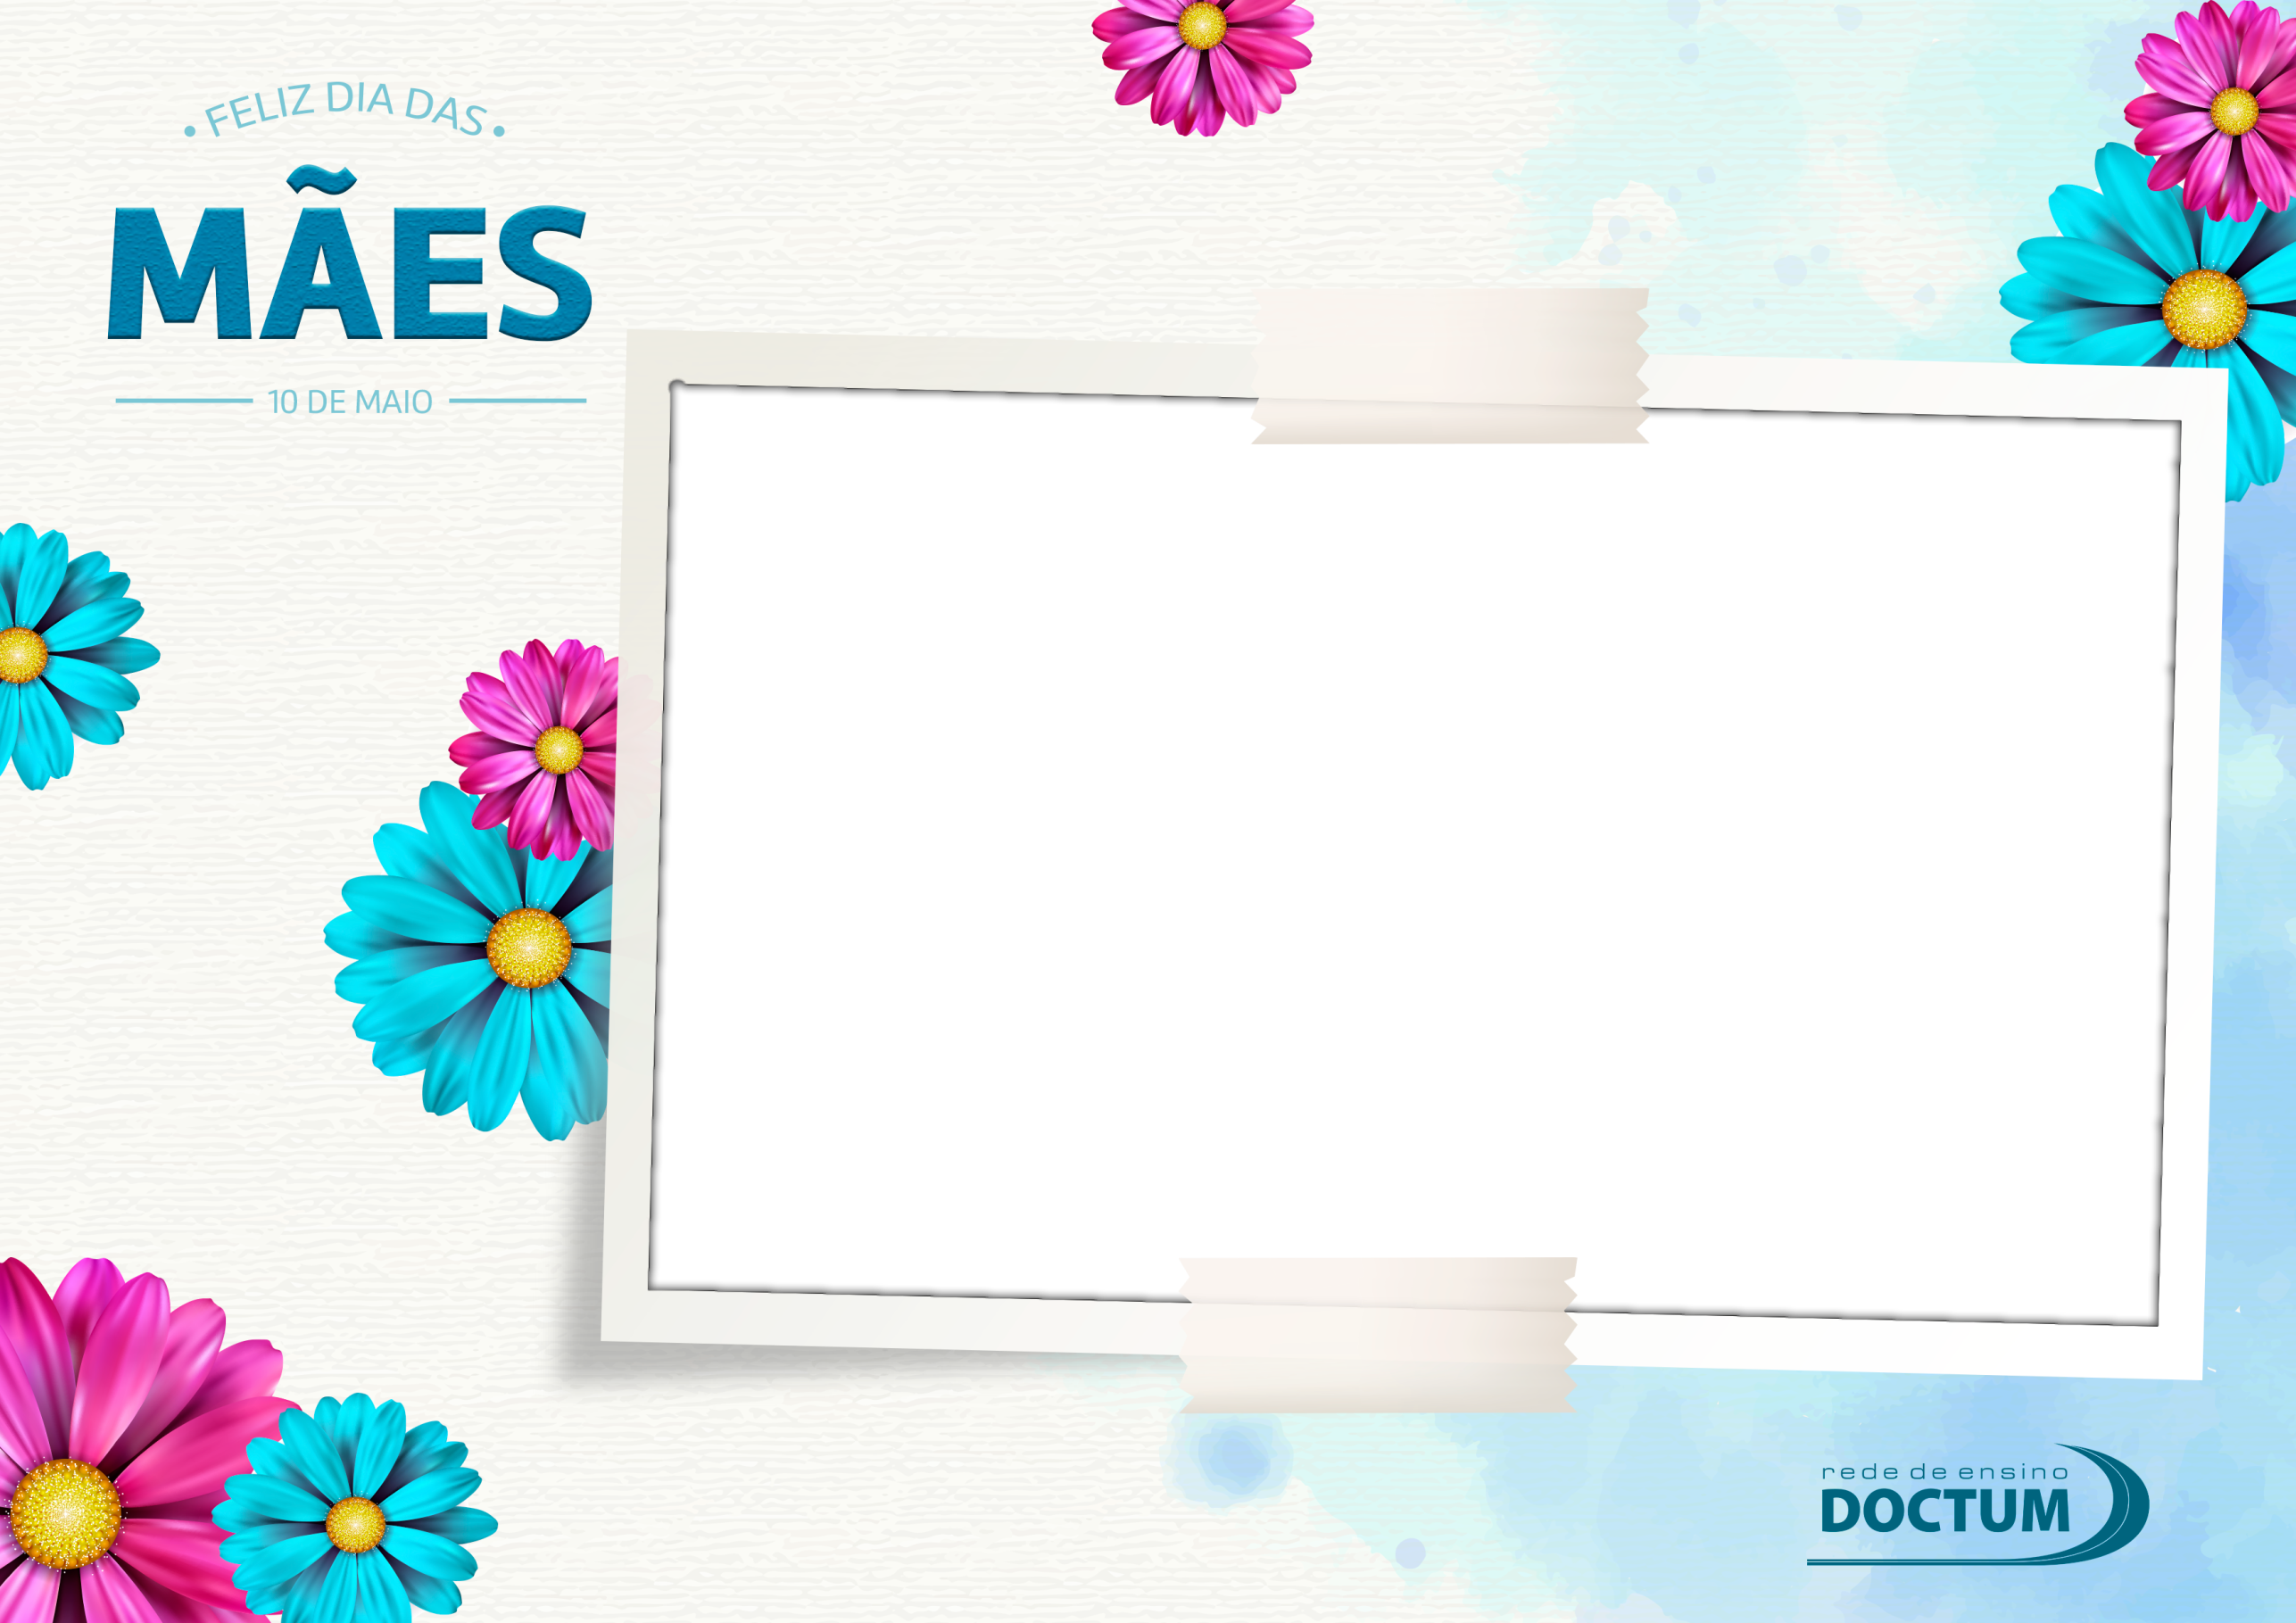 • FELIZ DIA DAS •
MÃES
10 DE MAIO
rede de ensino
DOCTUM